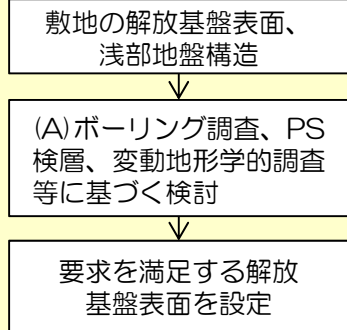 敷地の解放基盤表面、
浅部地盤構造
(A)ボーリング調査、PS
検層、変動地形学的調査
等に基づく検討
要求を満足する解放
基盤表面を設定